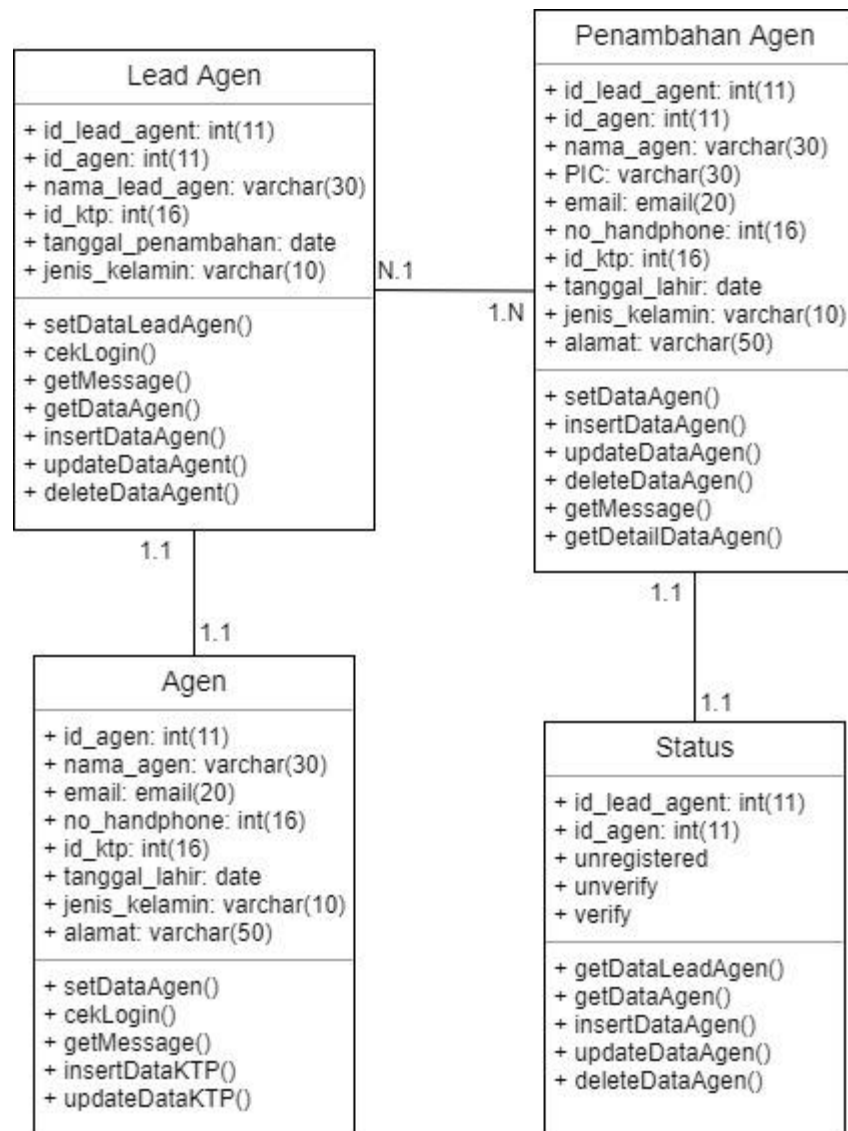 Lead Agen
+ id_lead_agent: int(11)
+ id_agen: int(11)
+ nama_lead_agen: varchar(30)
+ id_ktp: int(16)
+ tanggal_penambahan: date
+ jenis_kelamin: varchar(10)
+ setDataLeadAgen()
+ cekLogin()
+ getMessage()
+ getDataAgen()
+ insertDataAgen()
+ updateDataAgent()
+ deleteDataAgent()
N.1
1.N
Penambahan Agen
+ id_lead_agent: int(11)
+ id_agen: int(11)
+ nama_agen: varchar(30)
+ PIC: varchar(30)
+ email: email(20)
+ no_handphone: int(16)
+ id_ktp: int(16)
+ tanggal_lahir: date
+ jenis_kelamin: varchar(10)
+ alamat: varchar(50)
+ setDataAgen()
+ insertDataAgen()
+ updateDataAgen()
+ deleteDataAgen()
+ getMessage()
+ getDetailDataAgen()
1.1
1.1
Agen
+ id_agen: int(11)
+ nama_agen: varchar(30)
+ email: email(20)
+ no_handphone: int(16)
+ id_ktp: int(16)
+ tanggal_lahir: date
+ jenis_kelamin: varchar(10)
+ alamat: varchar(50)
+ setDataAgen()
+ cekLogin()
+ getMessage()
+ insertDataKTP()
+ updateDataKTP()
1.1
1.1
Status
+ id_lead_agent: int(11)
+ id_agen: int(11)
+ unregistered
+ unverify
+ verify
+ getDataLeadAgen()
+ getDataAgen()
+ insertDataAgen()
+ updateDataAgen()
+ deleteDataAgen()